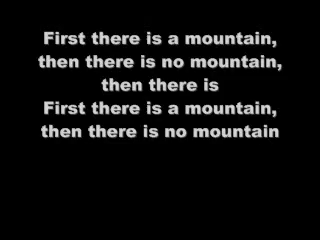 First there is a mountain,
then there is no mountain,
then there is
First there is a mountain,
then there is no mountain